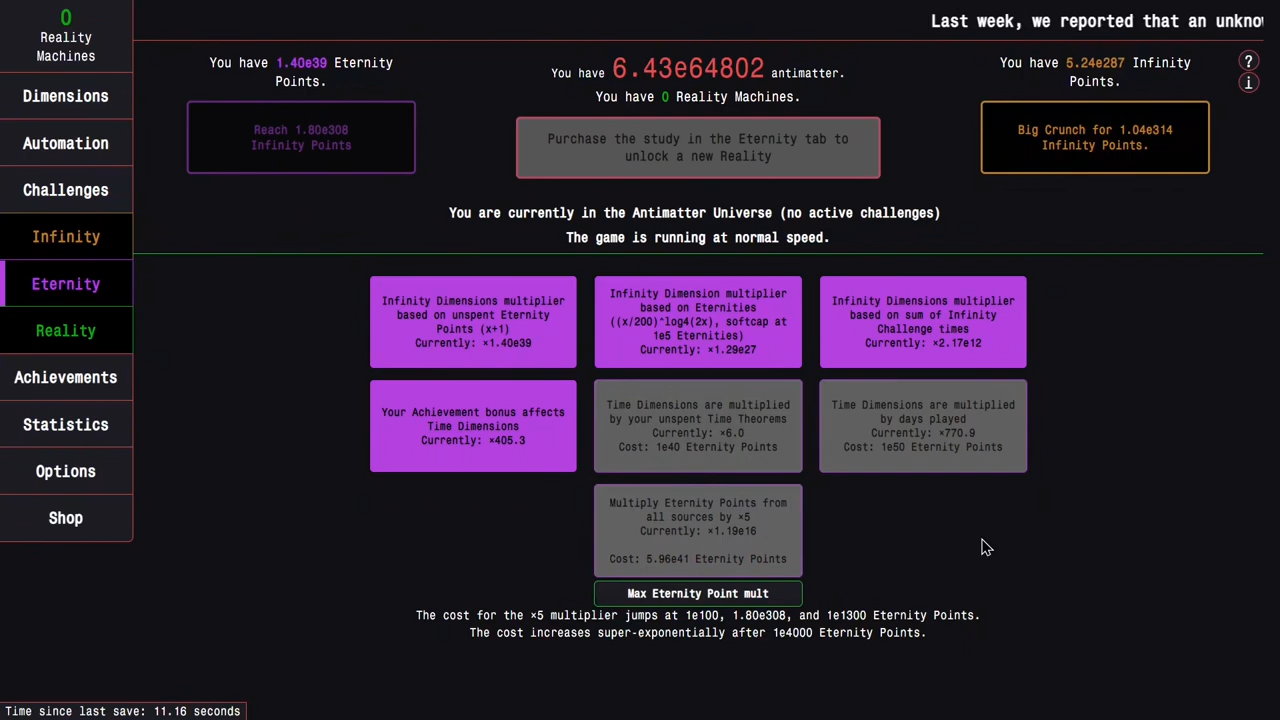 0
Reality
Machines
Dimensions
Automation
Challenges
Infinity
Eternity
Reality
Achievements
Statistics
Options
Shop
Last week, we reported that an unkno
You have 1.40e39 Eternity
Points.
Reach 1.80e308
Infinity Points
You have 6.43e64802 antimatter.
You have 0 Reality Machines.
Purchase the study in the Eternity tab to
unlock a new Reality
You have 5.24e287 Infinity
Points.
Big Crunch for 1.04e314
Infinity Points.
?
i
You are currently in the Antimatter Universe (no active challenges)
The game is running at normal speed.
Infinity Dimensions multiplier
based on unspent Eternity
Points (x+1)
Currently: ×1.40e39
Infinity Dimension multiplier
based on Eternities
((x/200)^log4(2x), softcap at
1e5 Eternities)
Currently: ×1.29e27
Infinity Dimensions multiplier
based on sum of Infinity
Challenge times
Currently: ×2.17e12
Your Achievement bonus affects
Time Dimensions
Currently: ×405.3
Time Dimensions are multiplied
by your unspent Time Theorems
Currently: ×6.0
Cost: 1e40 Eternity Points
Time Dimensions are multiplied
by days played
Currently: ×770.9
Cost: 1e50 Eternity Points
Multiply Eternity Points from
all sources by ×5
Currently: ×1.19e16
Cost: 5.96e41 Eternity Points
Max Eternity Point mult
The cost for the ×5 multiplier jumps at 1e100, 1.80e308, and 1e1300 Eternity Points.
The cost increases super-exponentially after 1e4000 Eternity Points.
Time since last save: 11.16 seconds